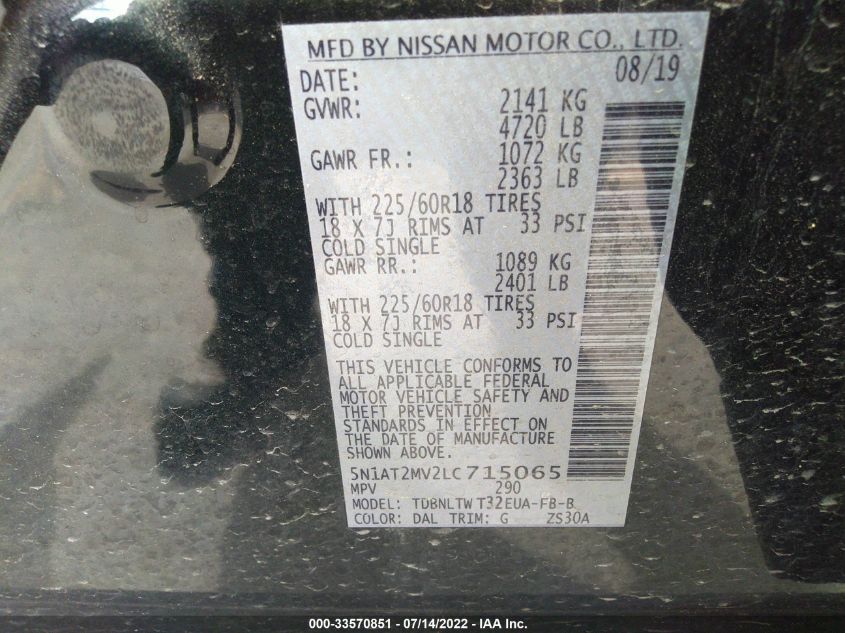 MFD BY NISSAN MOTOR CO., LTD.
DATE: 08/19
GVWR: 2141 KG
4720 LB
GAWR FR.: 1072 KG
2363 LB
WITH 225/60R18 TIRES
18 X 7J RIMS AT 33 PSI
COLD SINGLE
GAWR RR.: 1089 KG
2401 LB
WITH 225/60R18 TIRES
18 X 7J RIMS AT 33 PSI
COLD SINGLE
THIS VEHICLE CONFORMS TO
ALL APPLICABLE FEDERAL
MOTOR VEHICLE SAFETY AND
THEFT PREVENTION
STANDARDS IN EFFECT ON
THE DATE OF MANUFACTURE
SHOWN ABOVE.
5N1AT2MV2LC715065
MPV 290
MODEL: TDBNLTW T32EUA-FB-B
COLOR: DAL TRIM: G ZS30A
000-33570851 - 07/14/2022 - IAA Inc.